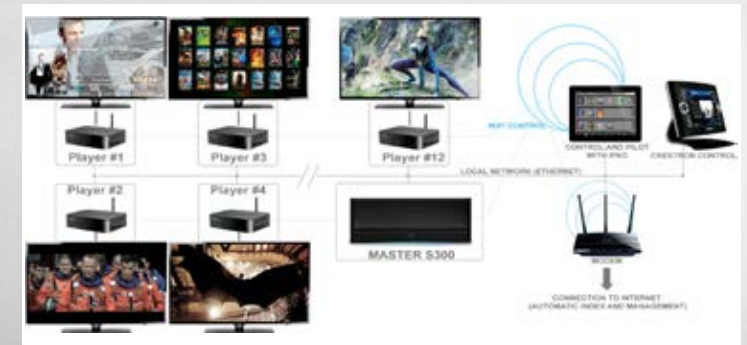 Player #1
Player #3
Player #12
WIFI CONTROL
CONTROL AND PILOT
WITH IPAD
CRESTRON CONTROL
LOCAL NETWORK (ETHERNET)
Player #2
Player #4
MASTER S300
MODEM
CONNECTION TO INTERNET
(AUTOMATIC INDEX AND MANAGEMENT)